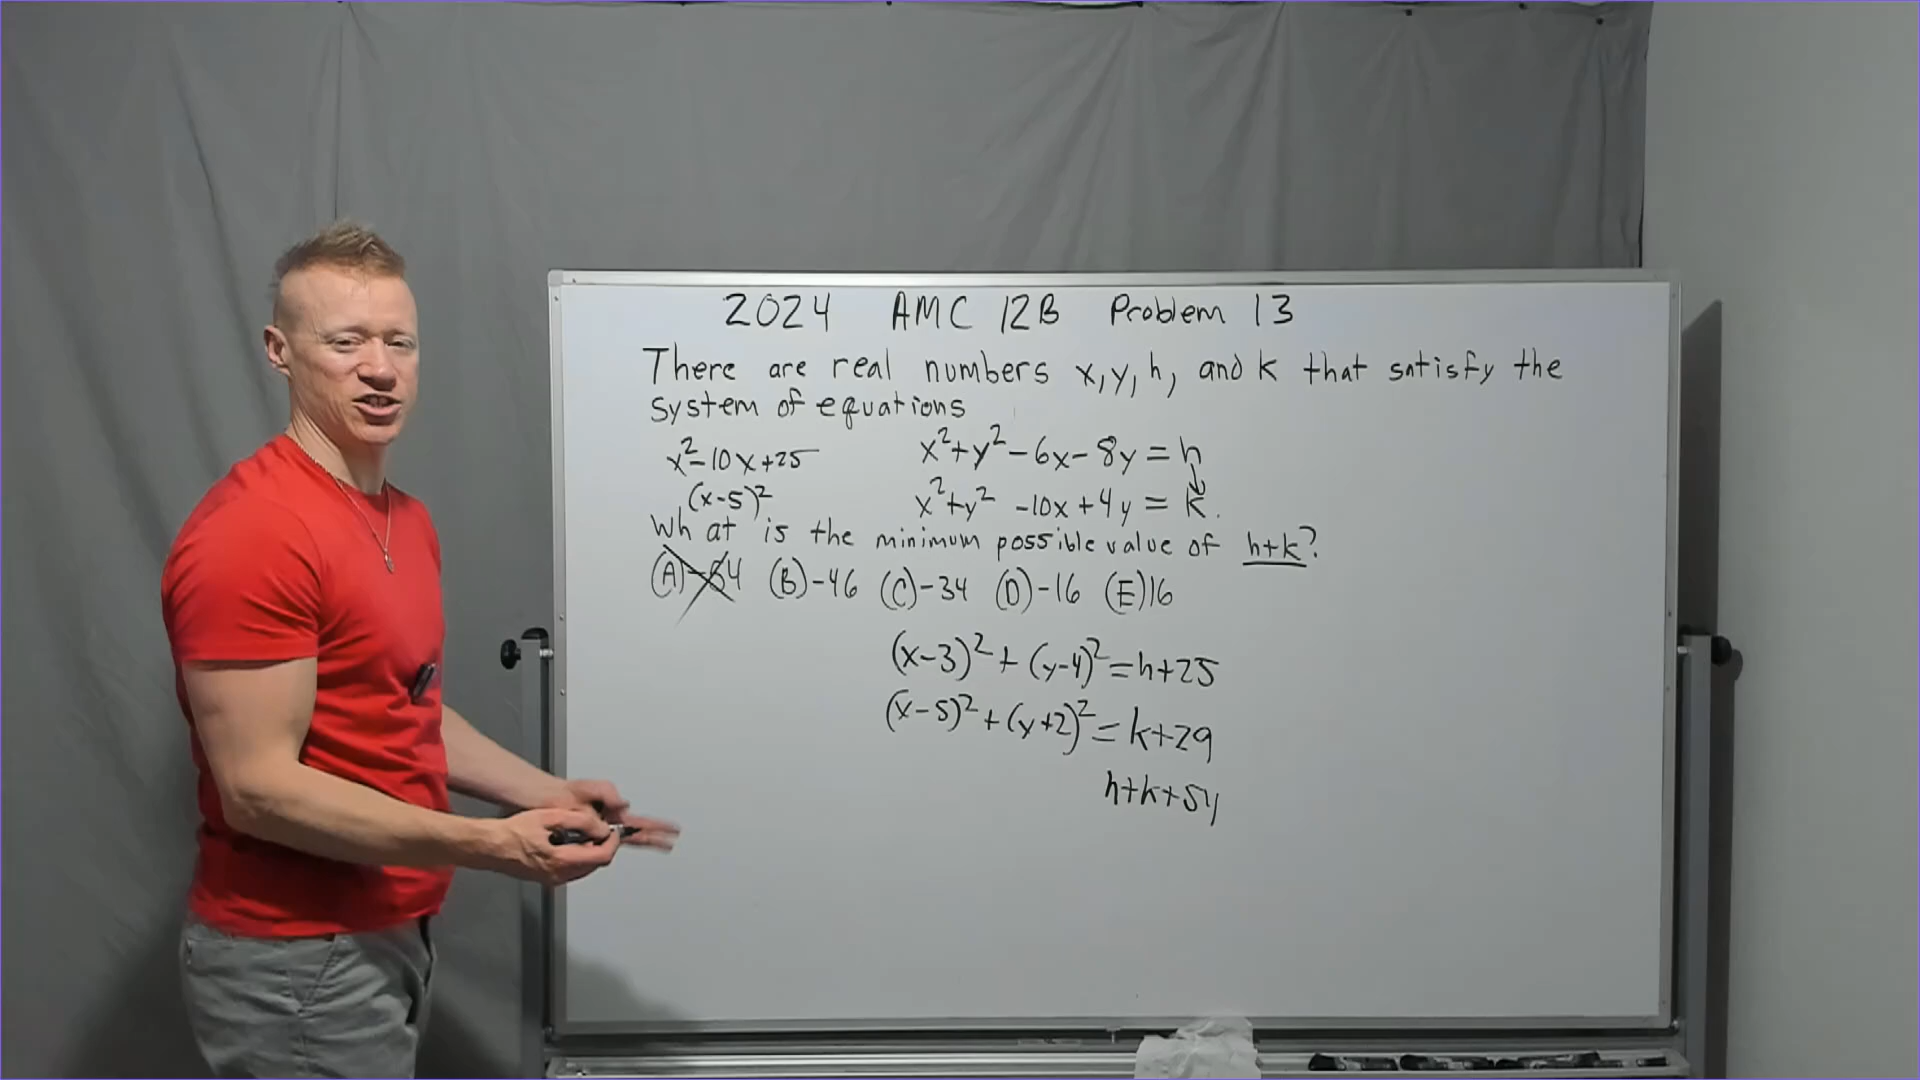 2024 AMC 12B Problem 13
There are real numbers x, y, h, and k that satisfy the
system of equations
x²-10x+25
x²+y²-6x-8y=h
(x-5)²
x²+y²-10x+4y=k.
What is the minimum possible value of h+k?
(A)-54 (B)-46 (C)-34 (D)-16 (E)16
(x-3)²+(y-4)²=h+25
(x-5)²+(y+2)²=k+29
h+k+54